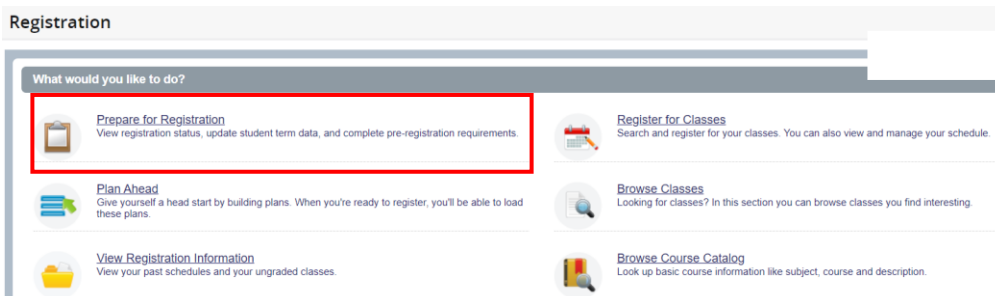 Registration
What would you like to do?
Prepare for Registration
View registration status, update student term data, and complete pre-registration requirements.
Register for Classes
Search and register for your classes. You can also view and manage your schedule.
Plan Ahead
Give yourself a head start by building plans. When you're ready to register, you'll be able to load
these plans.
Browse Classes
Looking for classes? In this section you can browse classes you find interesting.
View Registration Information
View your past schedules and your ungraded classes.
Browse Course Catalog
Look up basic course information like subject, course and description.